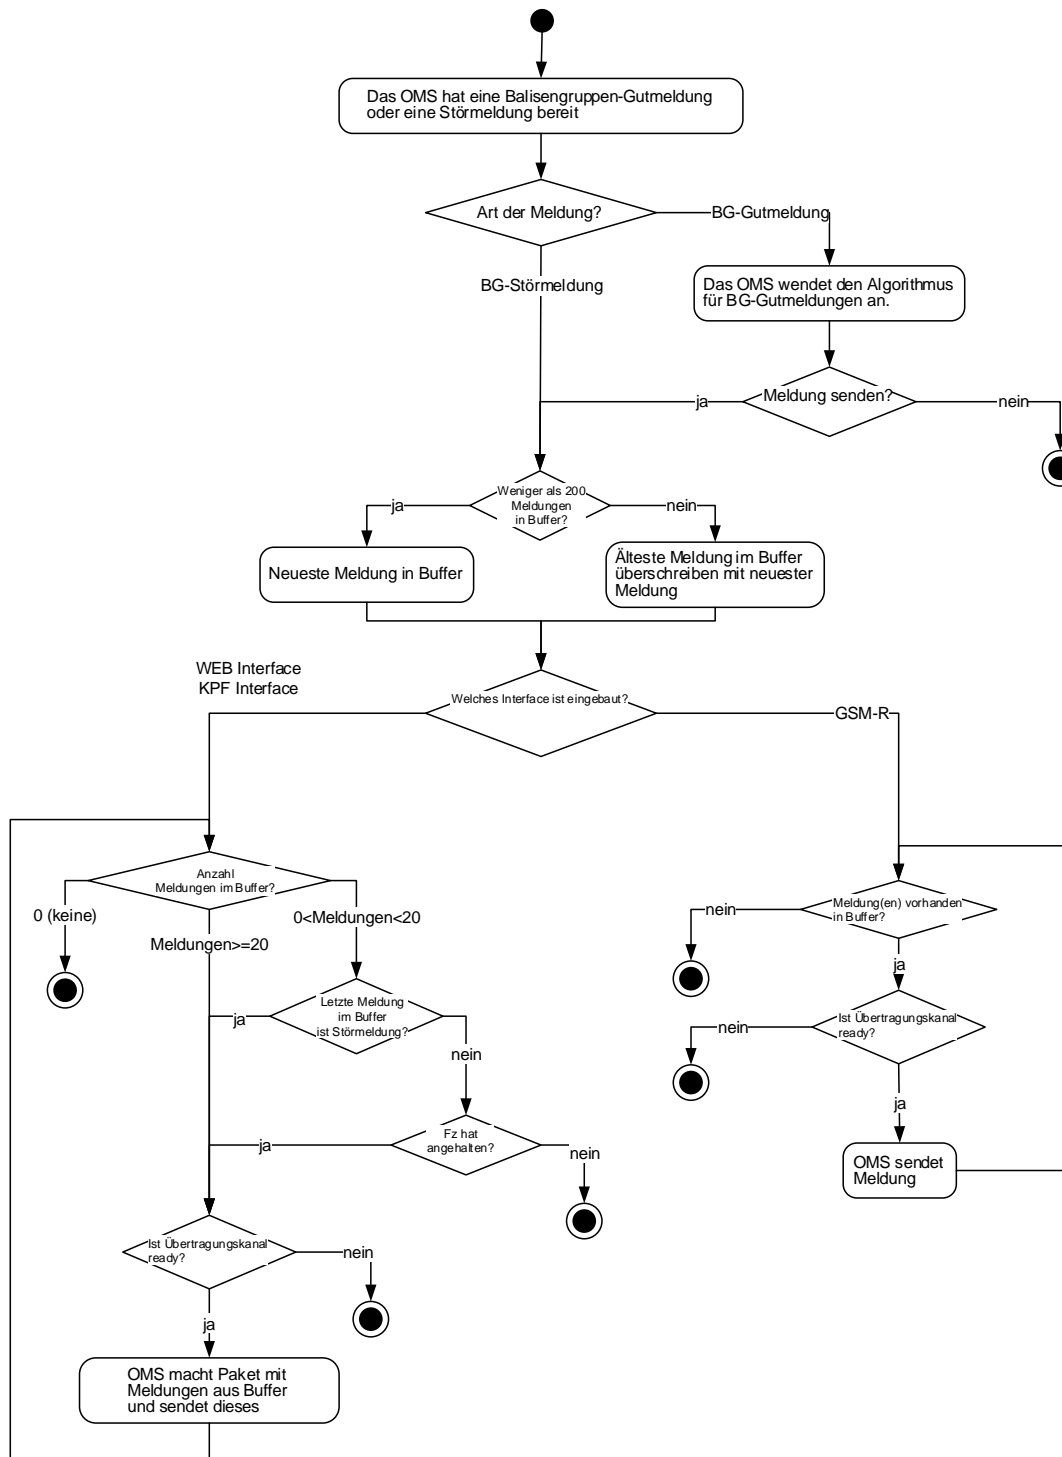 Das OMS hat eine Balisengruppen-Gutmeldung
oder eine Störmeldung bereit
Art der Meldung?
BG-Gutmeldung
BG-Störmeldung
Das OMS wendet den Algorithmus
für BG-Gutmeldungen an.
Meldung senden?
ja
nein
Weniger als 200
Meldungen
in Buffer?
ja
nein
Neueste Meldung in Buffer
Älteste Meldung im Buffer
überschreiben mit neuester
Meldung
WEB Interface
KPF Interface
Welches Interface ist eingebaut?
GSM-R
Anzahl
Meldungen im Buffer?
0 (keine)
0<Meldungen<20
Meldungen>=20
Meldung(en) vorhanden
in Buffer?
nein
ja
Letzte Meldung
im Buffer
ist Störmeldung?
ja
nein
Ist Übertragungskanal
ready?
nein
ja
Fz hat
angehalten?
ja
nein
OMS sendet
Meldung
Ist Übertragungskanal
ready?
nein
ja
OMS macht Paket mit
Meldungen aus Buffer
und sendet dieses